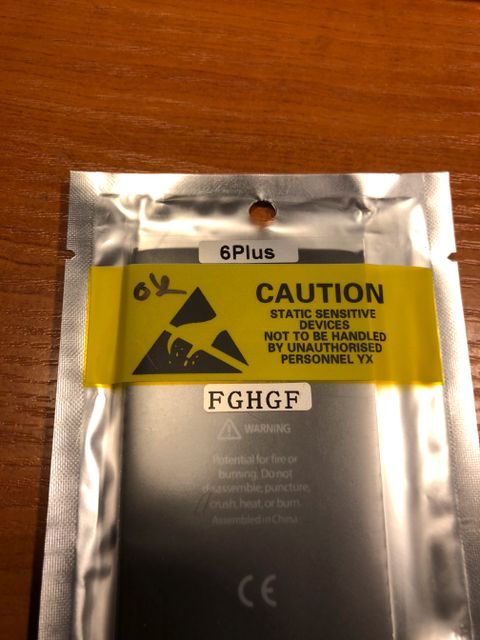 6Plus
OK
CAUTION
STATIC SENSITIVE
DEVICES
NOT TO BE HANDLED
BY UNAUTHORISED
PERSONNEL YX
FGHGF
WARNING
Potential for fire or
burning. Do not
disassemble, puncture,
crush, heat, or burn.
Assembled in China
CE